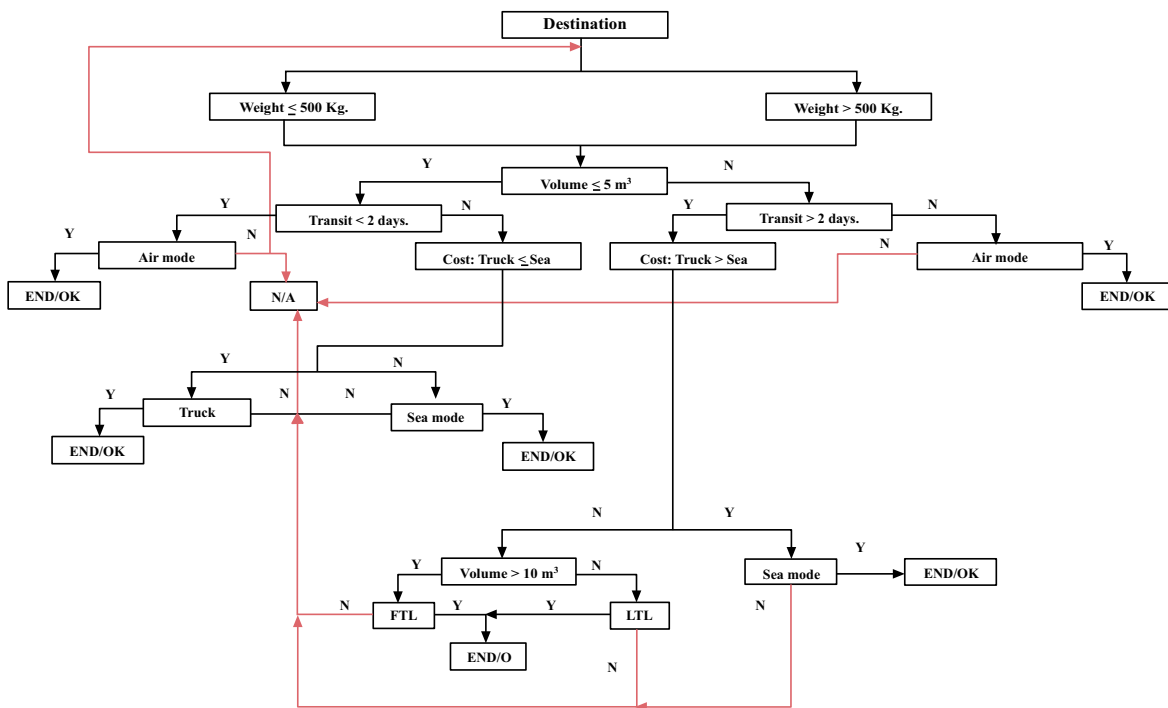 Destination
Weight ≤ 500 Kg.
Weight > 500 Kg.
Y
N
Volume ≤ 5 m³
Y
N
Transit < 2 days.
Y
N
Transit > 2 days.
Y
N
Air mode
Cost: Truck ≤ Sea
Cost: Truck > Sea
N
Air mode
Y
END/OK
N/A
END/OK
Y
N
Y
Truck
N
N
Sea mode
Y
END/OK
END/OK
N
Y
Y
Volume > 10 m³
N
Sea mode
Y
END/OK
N
FTL
Y
Y
LTL
N
END/O
N